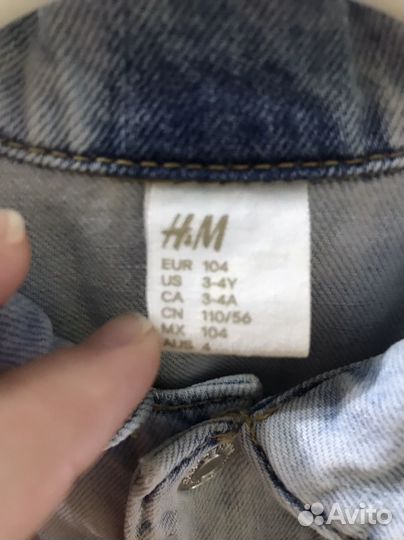 H&M
EUR 104
US 3-4Y
CA 3-4A
CN 110/56
MX 104
AUS 4
Avito